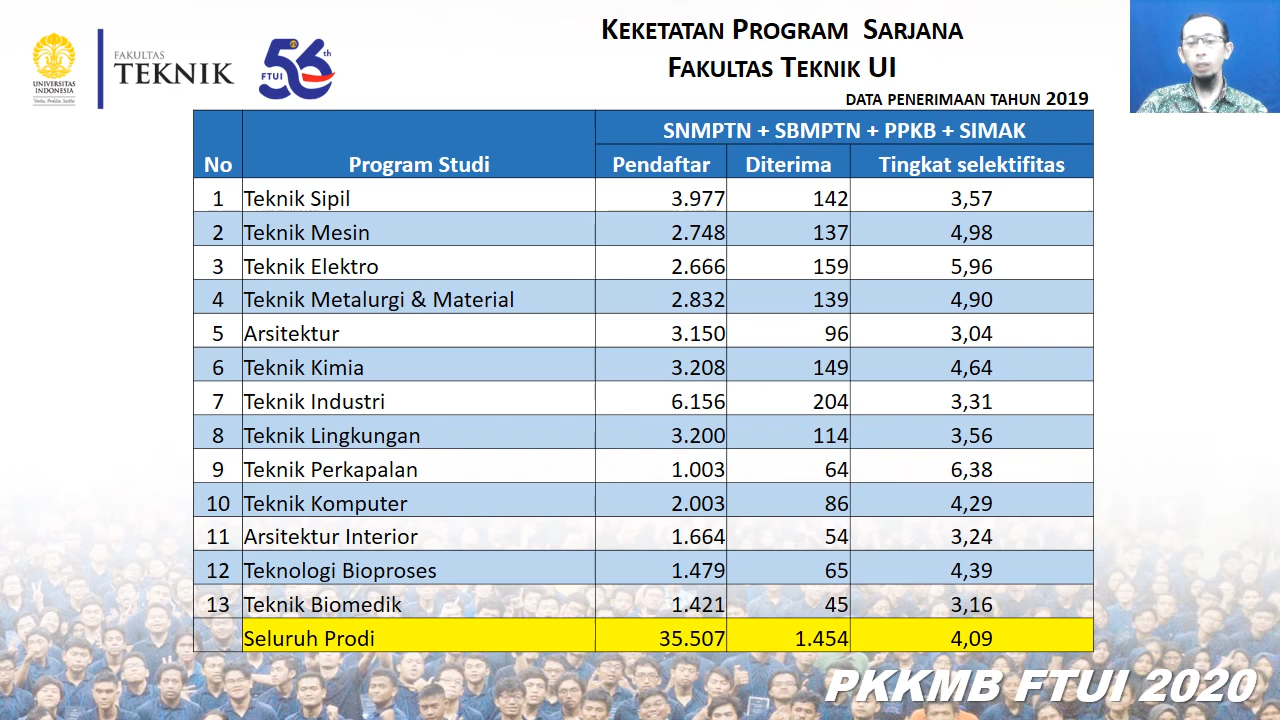 KEKETATAN PROGRAM SARJANA
FAKULTAS TEKNIK UI
DATA PENERIMAAN TAHUN 2019
UNIVERSITAS
INDONESIA
Veritas, Probitas, Iustitia
FAKULTAS
TEKNIK
56th
FTUI
No Program Studi SNMPTN + SBMPTN + PPKB + SIMAK
Pendaftar Diterima Tingkat selektifitas
1 Teknik Sipil 3.977 142 3,57
2 Teknik Mesin 2.748 137 4,98
3 Teknik Elektro 2.666 159 5,96
4 Teknik Metalurgi & Material 2.832 139 4,90
5 Arsitektur 3.150 96 3,04
6 Teknik Kimia 3.208 149 4,64
7 Teknik Industri 6.156 204 3,31
8 Teknik Lingkungan 3.200 114 3,56
9 Teknik Perkapalan 1.003 64 6,38
10 Teknik Komputer 2.003 86 4,29
11 Arsitektur Interior 1.664 54 3,24
12 Teknologi Bioproses 1.479 65 4,39
13 Teknik Biomedik 1.421 45 3,16
Seluruh Prodi 35.507 1.454 4,09
PKKMB FTUI 2020